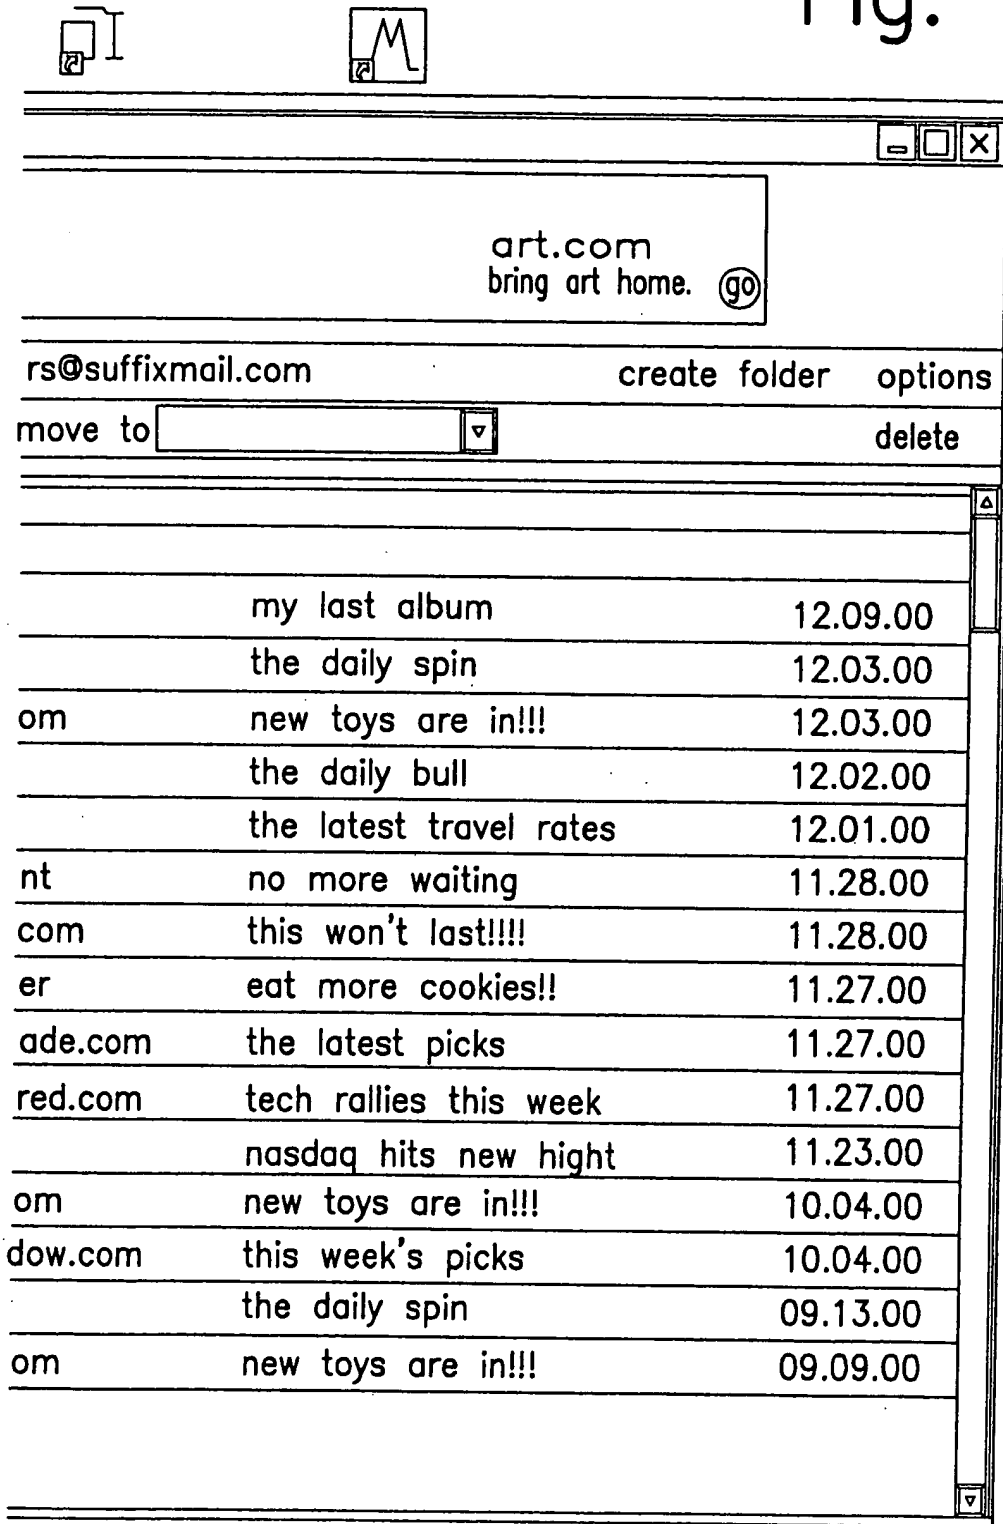 Fig.
art.com
bring art home. go
rs@suffixmail.com create folder options
move to delete
my last album 12.09.00
the daily spin 12.03.00
om new toys are in!!! 12.03.00
the daily bull 12.02.00
the latest travel rates 12.01.00
nt no more waiting 11.28.00
com this won't last!!!! 11.28.00
er eat more cookies!! 11.27.00
ade.com the latest picks 11.27.00
red.com tech rallies this week 11.27.00
nasdaq hits new hight 11.23.00
om new toys are in!!! 10.04.00
dow.com this week's picks 10.04.00
the daily spin 09.13.00
om new toys are in!!! 09.09.00